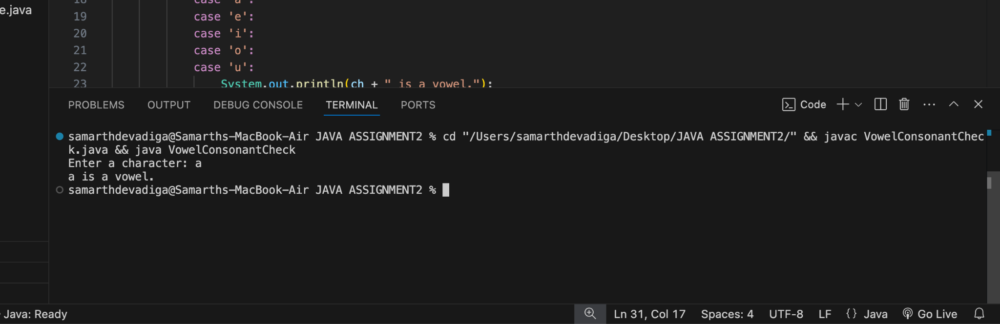 e.java
18 case 'a':
19 case 'e':
20 case 'i':
21 case 'o':
22 case 'u':
23 System.out.println(ch + " is a vowel.");
PROBLEMS OUTPUT DEBUG CONSOLE TERMINAL PORTS Code
samarthdevadiga@Samarths-MacBook-Air JAVA ASSIGNMENT2 % cd "/Users/samarthdevadiga/Desktop/JAVA ASSIGNMENT2/" && javac VowelConsonantChec
k.java && java VowelConsonantCheck
Enter a character: a
a is a vowel.
samarthdevadiga@Samarths-MacBook-Air JAVA ASSIGNMENT2 %
Java: Ready Ln 31, Col 17 Spaces: 4 UTF-8 LF {} Java Go Live